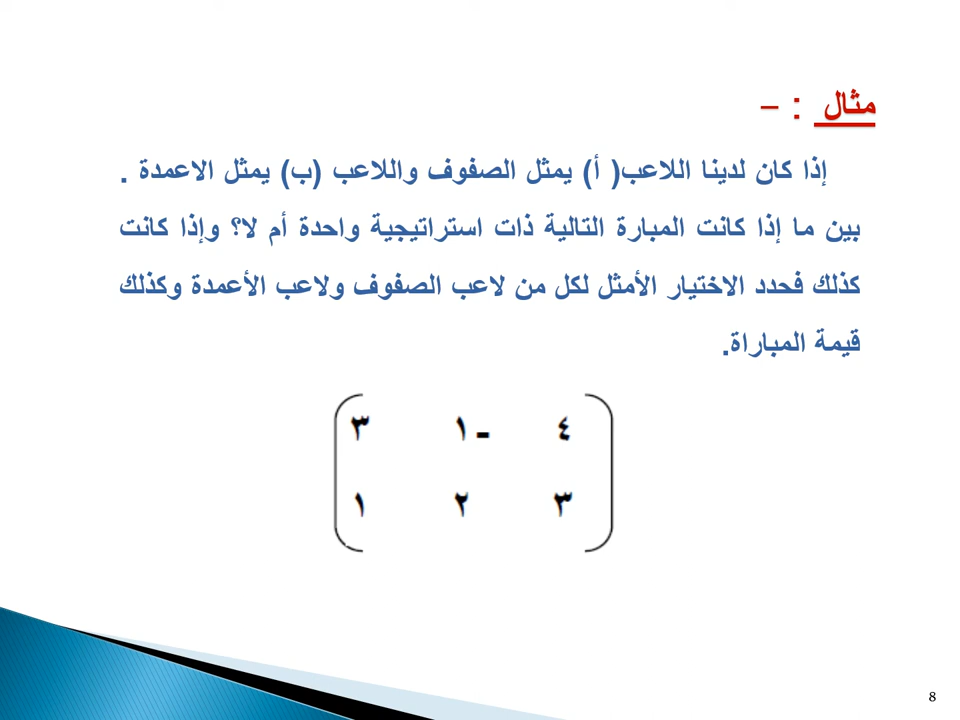 مثال : -
إذا كان لدينا اللاعب( أ) يمثل الصفوف واللاعب (ب) يمثل الاعمدة .
بين ما إذا كانت المبارة التالية ذات استراتيجية واحدة أم لا؟ وإذا كانت
كذلك فحدد الاختيار الأمثل لكل من لاعب الصفوف ولاعب الأعمدة وكذلك
قيمة المباراة.
٤ ١- ٣
٣ ٢ ١
8